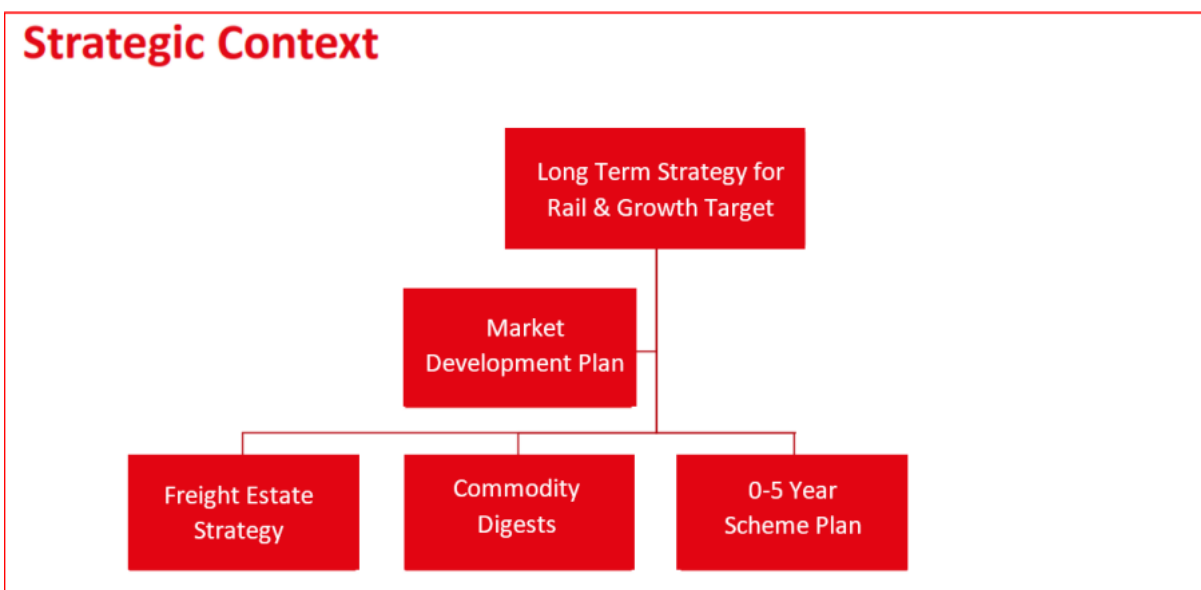 Strategic Context
Long Term Strategy for
Rail & Growth Target
Market
Development Plan
Freight Estate
Strategy
Commodity
Digests
0-5 Year
Scheme Plan